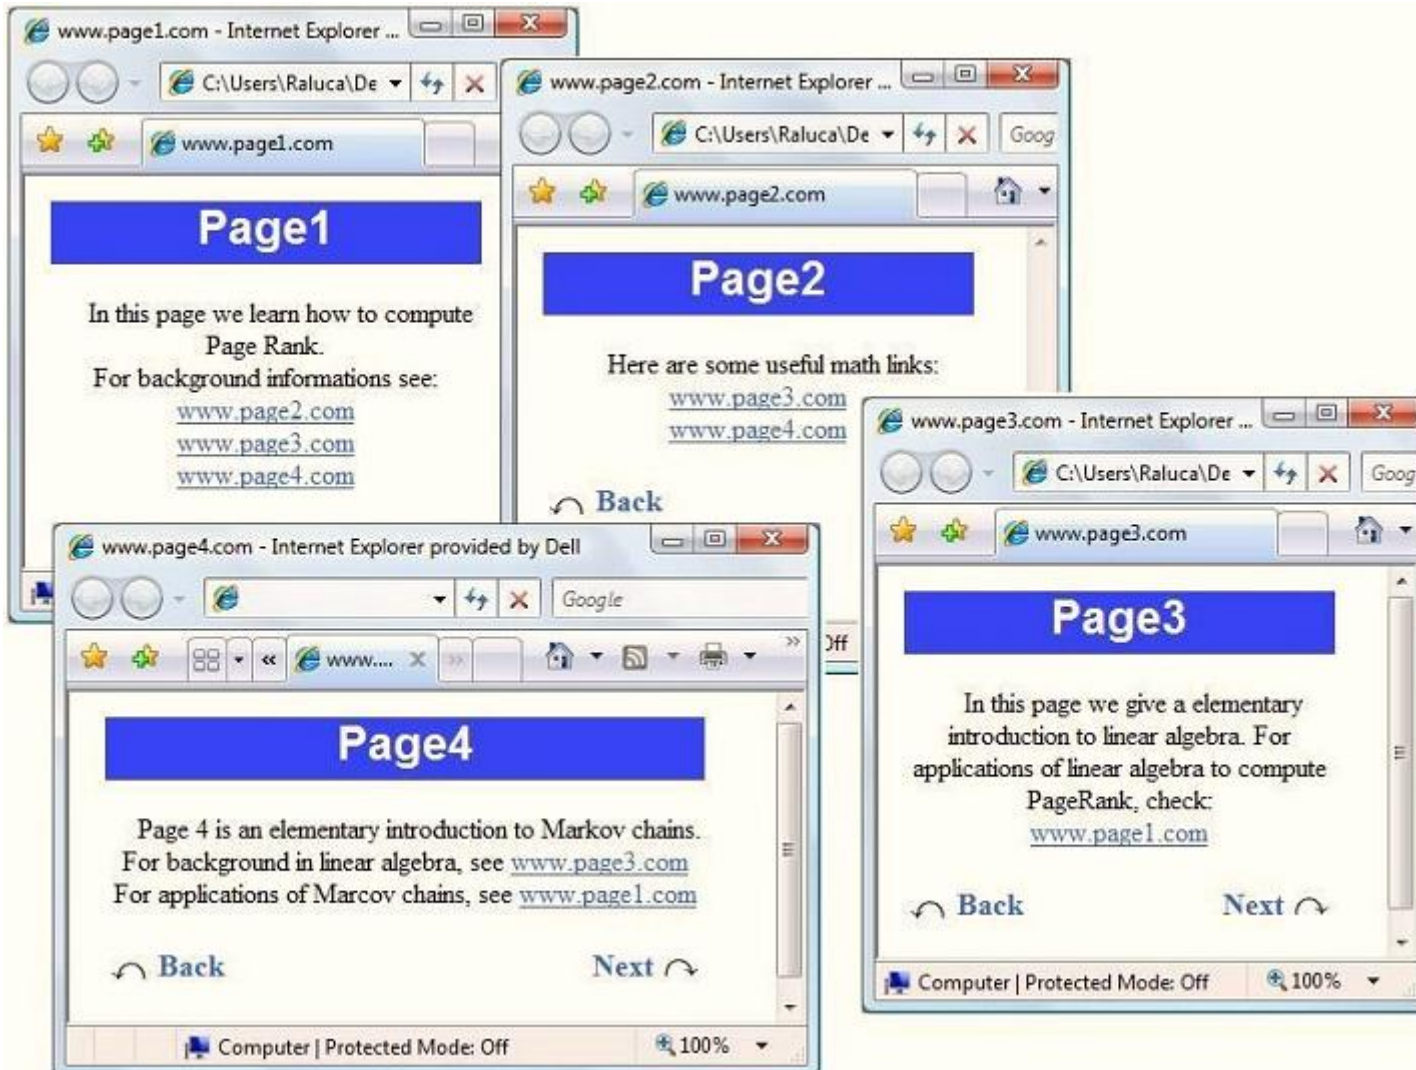 www.page1.com - Internet Explorer ...
C:\Users\Raluca\De
www.page1.com
Page1
In this page we learn how to compute
Page Rank.
For background informations see:
www.page2.com
www.page3.com
www.page4.com
www.page2.com - Internet Explorer ...
C:\Users\Raluca\De
Goog
www.page2.com
Page2
Here are some useful math links:
www.page3.com
www.page4.com
Back
Off
www.page3.com - Internet Explorer ...
C:\Users\Raluca\De
Goog
www.page3.com
Page3
In this page we give a elementary
introduction to linear algebra. For
applications of linear algebra to compute
PageRank, check:
www.page1.com
Back Next
Computer | Protected Mode: Off 100%
www.page4.com - Internet Explorer provided by Dell
Google
www....
Page4
Page 4 is an elementary introduction to Markov chains.
For background in linear algebra, see www.page3.com
For applications of Marcov chains, see www.page1.com
Back Next
Computer | Protected Mode: Off 100%